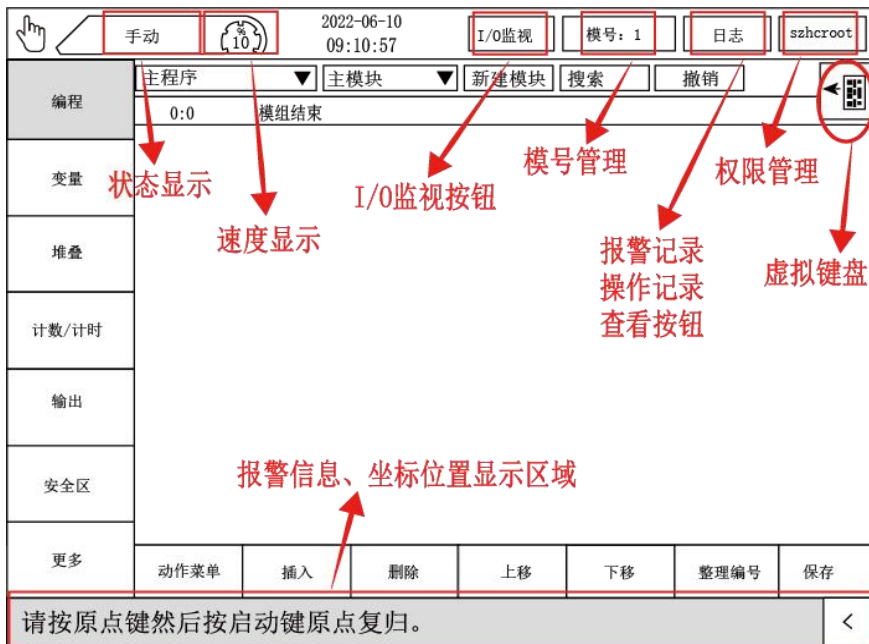 手动
%
10
2022-06-10
09:10:57
I/O监视
模号：1
日志
szhcroot
编程
主程序 ▼
主模块 ▼
新建模块
搜索
撤销
0:0 模组结束
变量
状态显示
速度显示
I/O监视按钮
模号管理
权限管理
报警记录
操作记录
查看按钮
虚拟键盘
堆叠
计数/计时
输出
安全区
报警信息、坐标位置显示区域
更多
动作菜单
插入
删除
上移
下移
整理编号
保存
请按原点键然后按启动键原点复归。
<